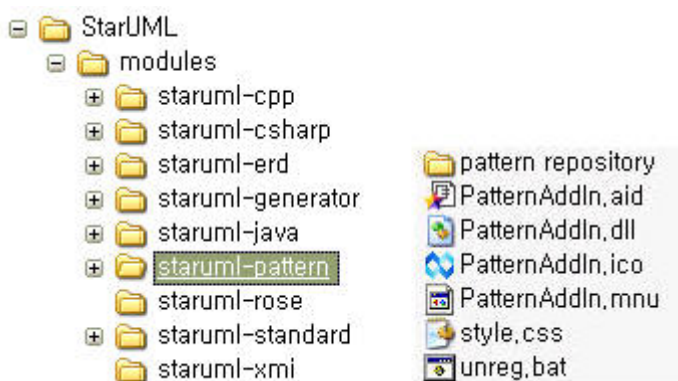 StarUML
modules
staruml-cpp
staruml-csharp
staruml-erd
staruml-generator
staruml-java
staruml-pattern
staruml-rose
staruml-standard
staruml-xmi
pattern repository
PatternAddIn,aid
PatternAddIn,dll
PatternAddIn,ico
PatternAddIn,mnu
style,css
unreg,bat